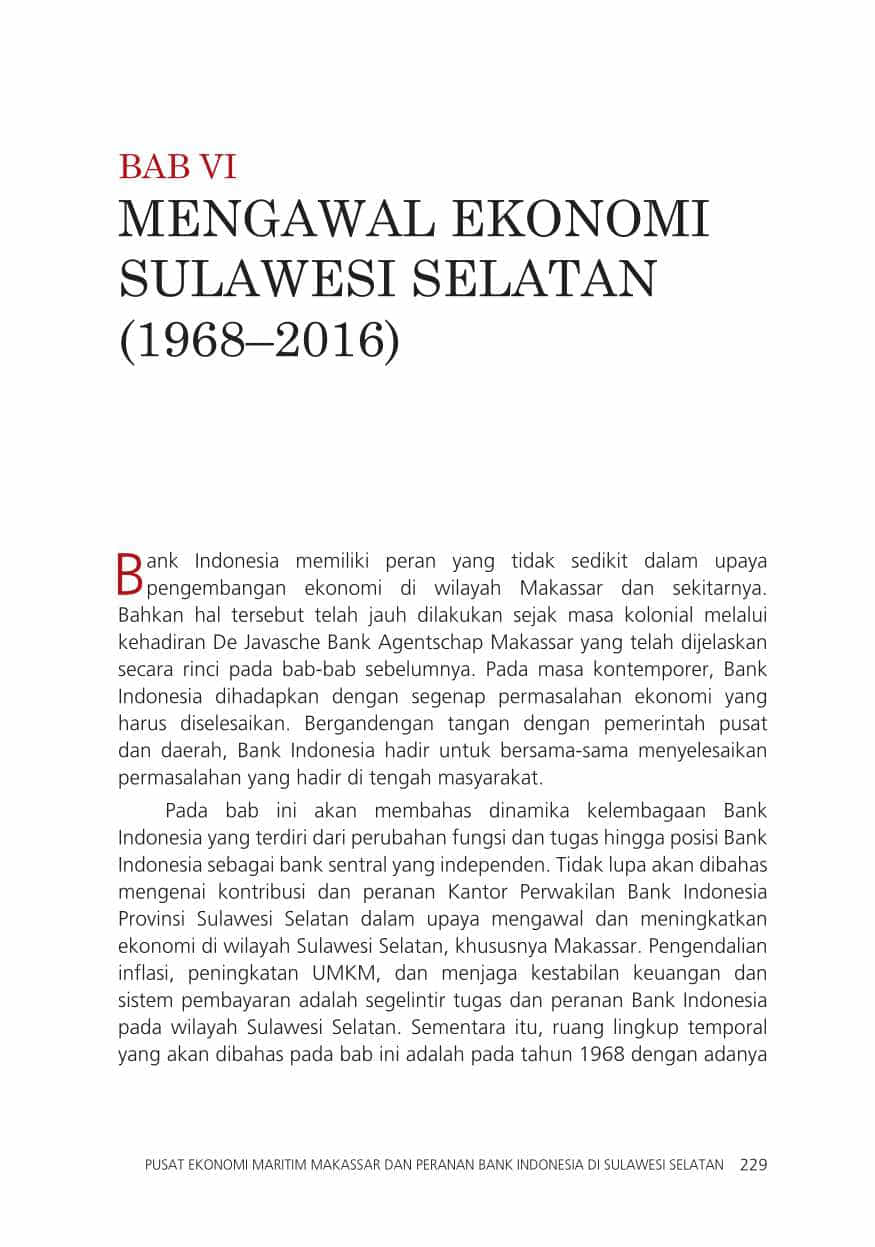 BAB VI
MENGAWAL EKONOMI
SULAWESI SELATAN
(1968–2016)
Bank Indonesia memiliki peran yang tidak sedikit dalam upaya
pengembangan ekonomi di wilayah Makassar dan sekitarnya.
Bahkan hal tersebut telah jauh dilakukan sejak masa kolonial melalui
kehadiran De Javasche Bank Agentschap Makassar yang telah dijelaskan
secara rinci pada bab-bab sebelumnya. Pada masa kontemporer, Bank
Indonesia dihadapkan dengan segenap permasalahan ekonomi yang
harus diselesaikan. Bergandengan tangan dengan pemerintah pusat
dan daerah, Bank Indonesia hadir untuk bersama-sama menyelesaikan
permasalahan yang hadir di tengah masyarakat.
Pada bab ini akan membahas dinamika kelembagaan Bank
Indonesia yang terdiri dari perubahan fungsi dan tugas hingga posisi Bank
Indonesia sebagai bank sentral yang independen. Tidak lupa akan dibahas
mengenai kontribusi dan peranan Kantor Perwakilan Bank Indonesia
Provinsi Sulawesi Selatan dalam upaya mengawal dan meningkatkan
ekonomi di wilayah Sulawesi Selatan, khususnya Makassar. Pengendalian
inflasi, peningkatan UMKM, dan menjaga kestabilan keuangan dan
sistem pembayaran adalah segelintir tugas dan peranan Bank Indonesia
pada wilayah Sulawesi Selatan. Sementara itu, ruang lingkup temporal
yang akan dibahas pada bab ini adalah pada tahun 1968 dengan adanya
PUSAT EKONOMI MARITIM MAKASSAR DAN PERANAN BANK INDONESIA DI SULAWESI SELATAN 229